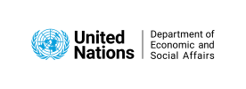 United
Nations
Department of
Economic and
Social Affairs